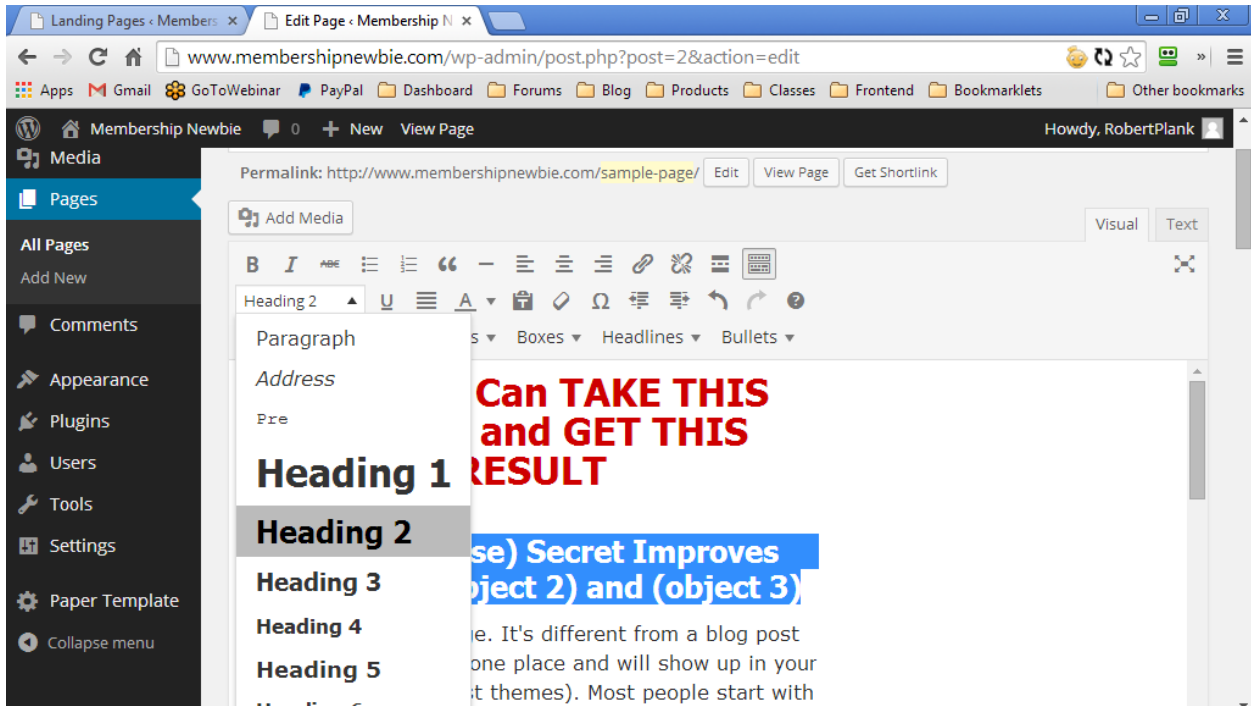 Landing Pages ‹ Members
Edit Page ‹ Membership N
www.membershipnewbie.com/wp-admin/post.php?post=2&action=edit
Apps Gmail GoToWebinar PayPal Dashboard Forums Blog Products Classes Frontend Bookmarklets Other bookmarks
Membership Newbie 0 + New View Page Howdy, RobertPlank
Media
Pages
All Pages
Add New
Comments
Appearance
Plugins
Users
Tools
Settings
Paper Template
Collapse menu
Permalink: http://www.membershipnewbie.com/sample-page/ Edit View Page Get Shortlink
Add Media
Visual Text
B I ABC
Heading 2 U A Ω
s Boxes Headlines Bullets
Paragraph
Address
Pre
Heading 1
Heading 2
Heading 3
Heading 4
Heading 5
Can TAKE THIS
and GET THIS
RESULT
se) Secret Improves
bject 2) and (object 3)
e. It's different from a blog post
one place and will show up in your
st themes). Most people start with